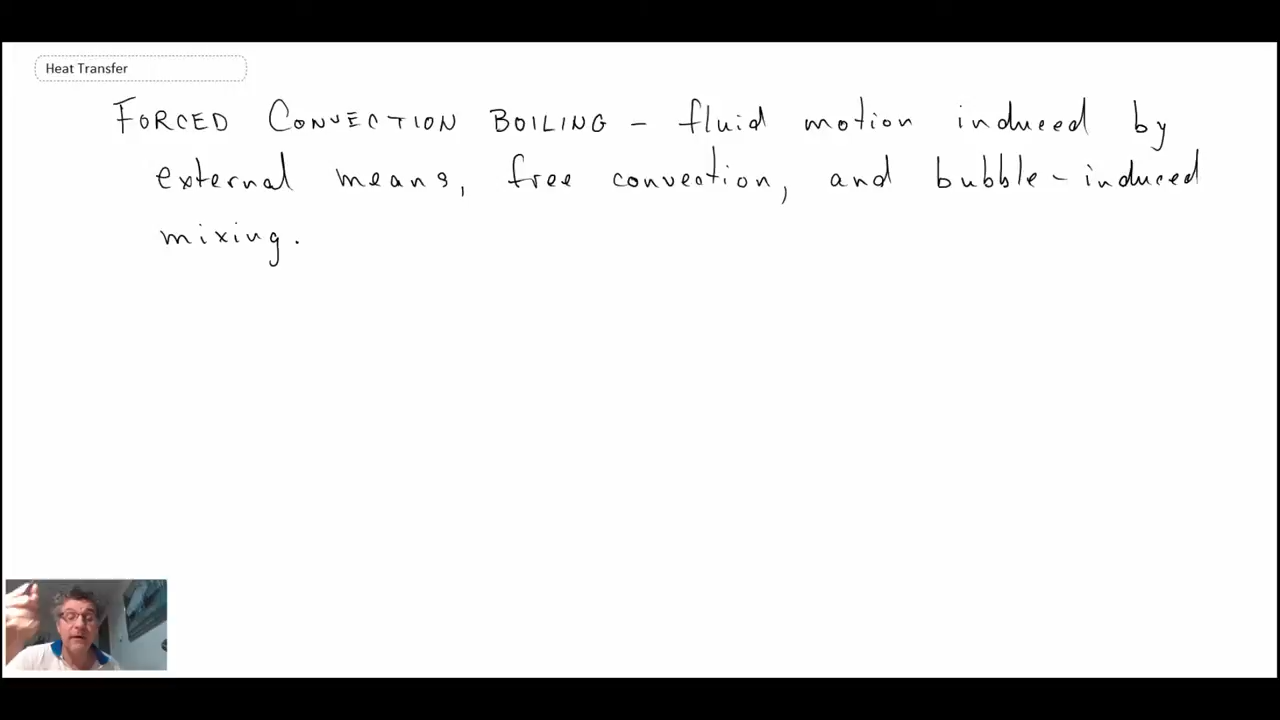 Heat Transfer
FORCED CONVECTION BOILING – fluid motion induced by
external means, free convection, and bubble-induced
mixing.